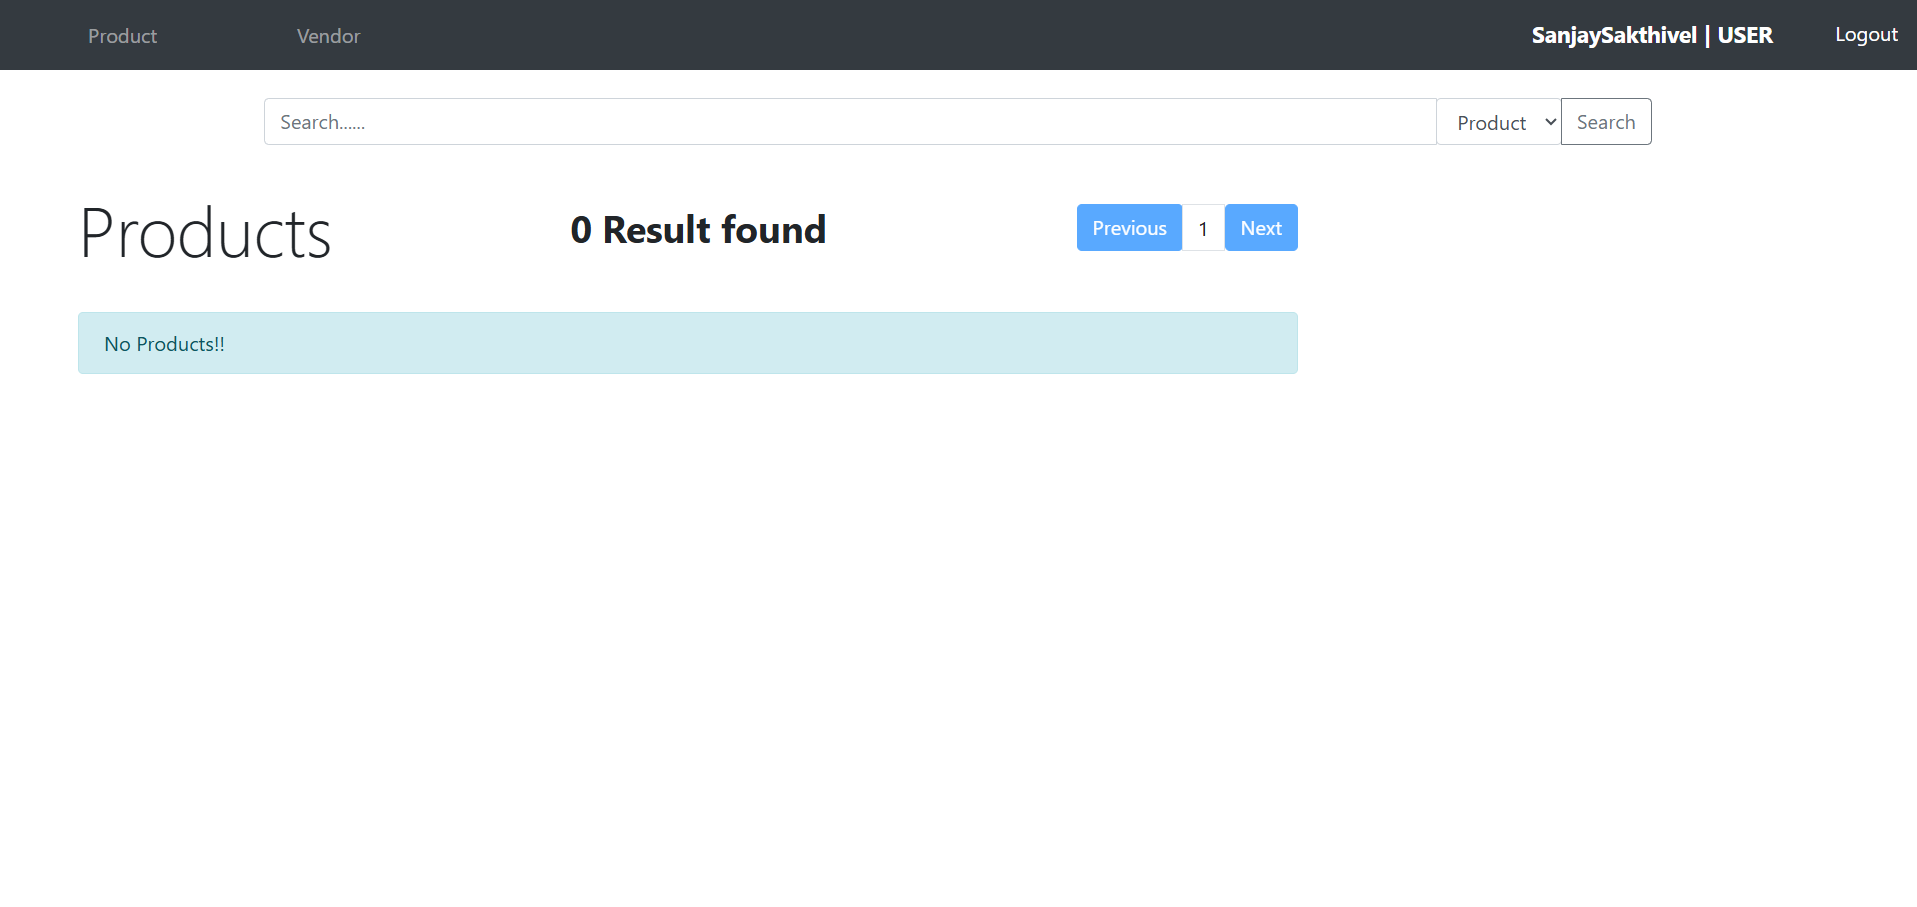 Product Vendor SanjaySakthivel | USER Logout
Search...... Product Search
Products 0 Result found Previous 1 Next
No Products!!